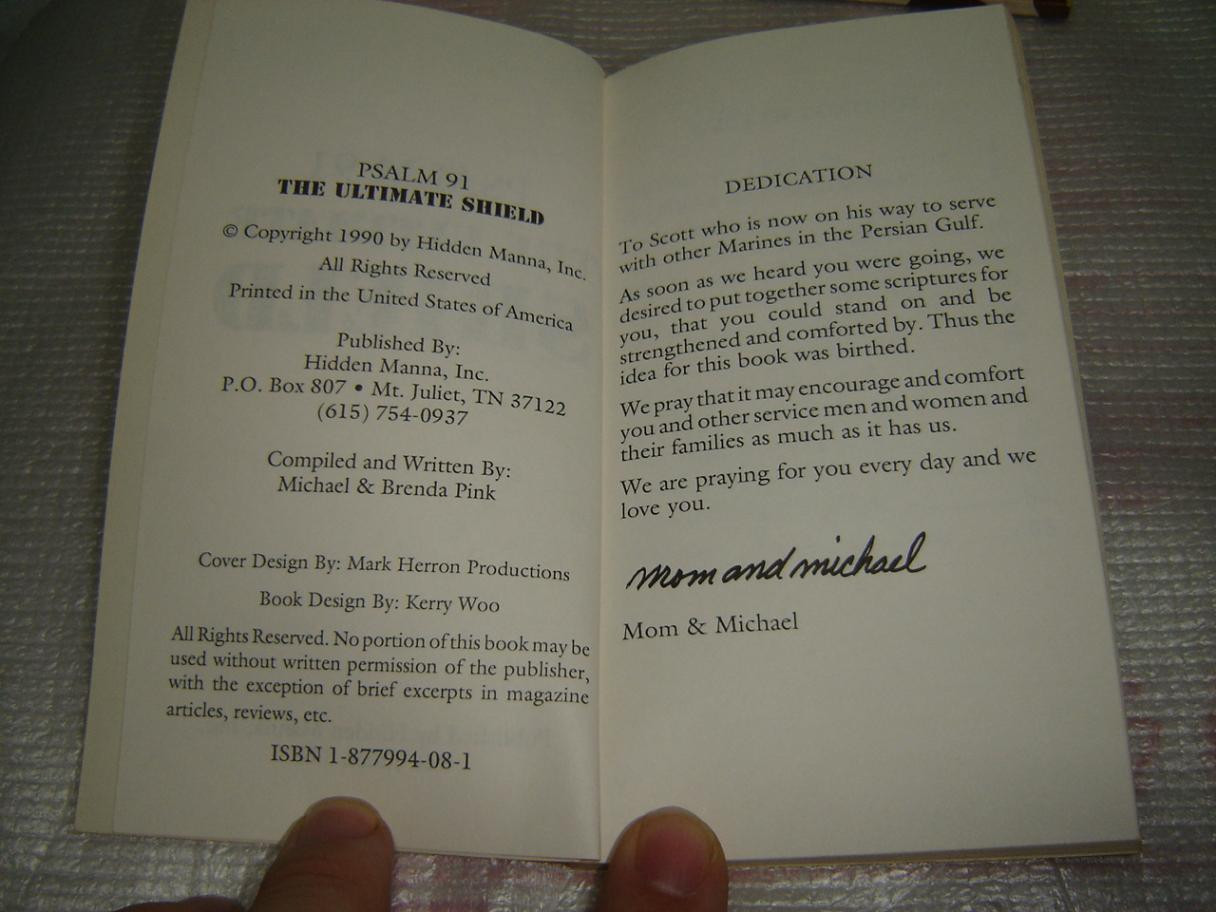 PSALM 91
THE ULTIMATE SHIELD
© Copyright 1990 by Hidden Manna, Inc.
All Rights Reserved
Printed in the United States of America
Published By:
Hidden Manna, Inc.
P.O. Box 807 • Mt. Juliet, TN 37122
(615) 754-0937
Compiled and Written By:
Michael & Brenda Pink
Cover Design By: Mark Herron Productions
Book Design By: Kerry Woo
All Rights Reserved. No portion of this book may be
used without written permission of the publisher,
with the exception of brief excerpts in magazine
articles, reviews, etc.
ISBN 1-877994-08-1
DEDICATION
To Scott who is now on his way to serve
with other Marines in the Persian Gulf.
As soon as we heard you were going, we
desired to put together some scriptures for
you, that you could stand on and be
strengthened and comforted by. Thus the
idea for this book was birthed.
We pray that it may encourage and comfort
you and other service men and women and
their families as much as it has us.
We are praying for you every day and we
love you.
mom and michael
Mom & Michael